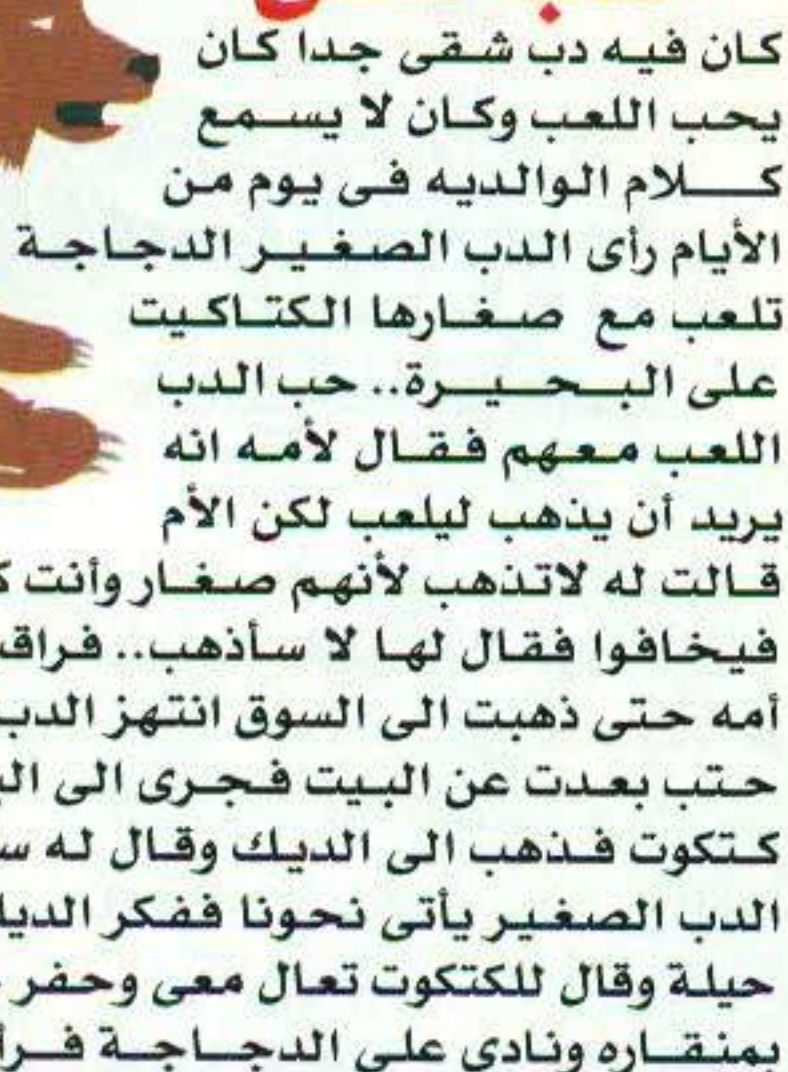 كان فيه دب شقى جدا كان
يحب اللعب وكان لا يسمع
كلام الوالديه فى يوم من
الأيام رأى الدب الصغير الدجاجة
تلعب مع صغارها الكتاكيت
على البحيرة.. حب الدب
اللعب معهم فقال لأمه انه
يريد أن يذهب ليلعب لكن الأم
قالت له لاتذهب لأنهم صغار وأنت
فيخافوا فقال لها لا سأذهب..
أمه حتى ذهبت الى السوق انتهز الدب
حتب بعدت عن البيت فجرى الى
كتكوت فذهب الى الديك وقال له
الدب الصغير يأتى نحونا ففكر
حيلة وقال للكتكوت تعال معى وحفر
بمنقاره ونادى على الدجاجة